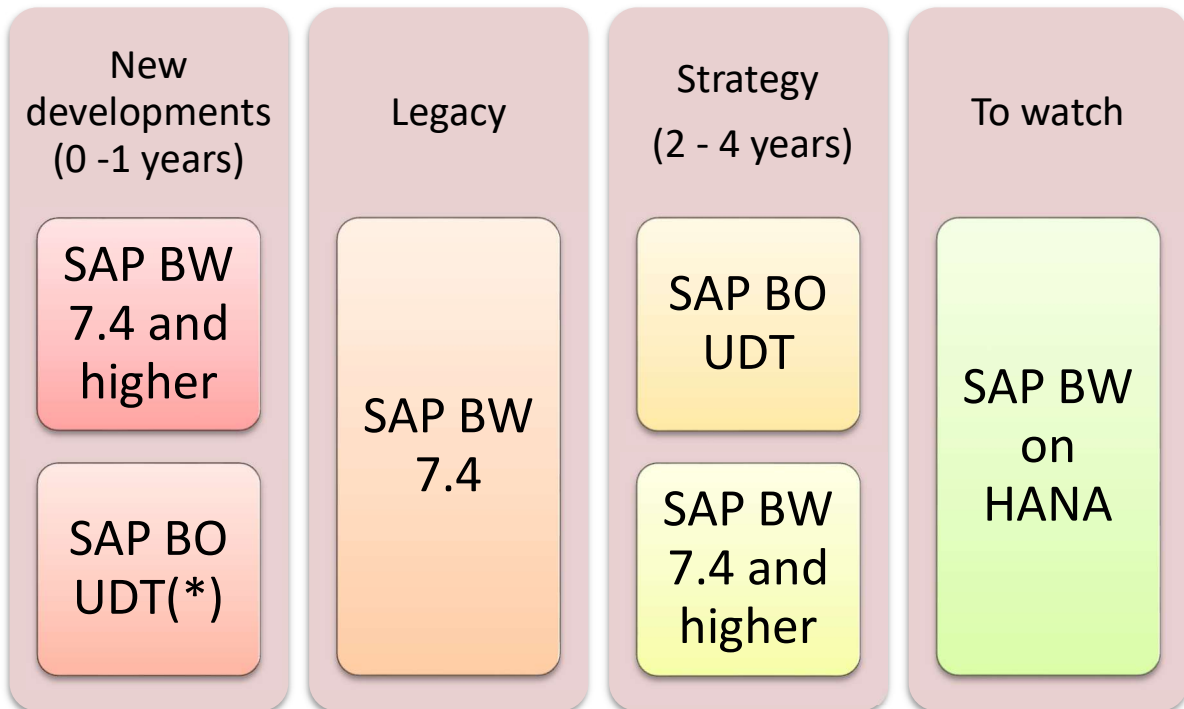 New
developments
(0 -1 years)
SAP BW
7.4 and
higher
SAP BO
UDT(*)
Legacy
SAP BW
7.4
Strategy
(2 - 4 years)
SAP BO
UDT
SAP BW
7.4 and
higher
To watch
SAP BW
on
HANA